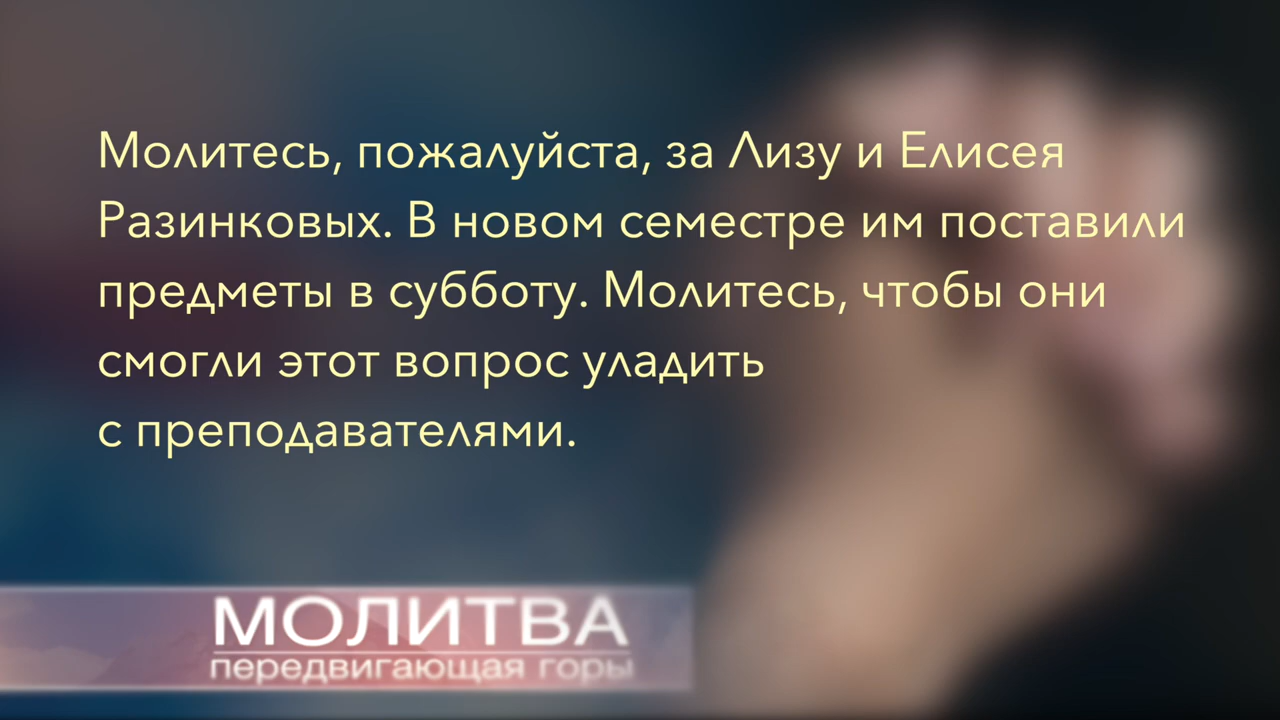 Молитесь, пожалуйста, за Лизу и Елисея
Разинковых. В новом семестре им поставили
предметы в субботу. Молитесь, чтобы они
смогли этот вопрос уладить
с преподавателями.
МОЛИТВА
передвигающая горы